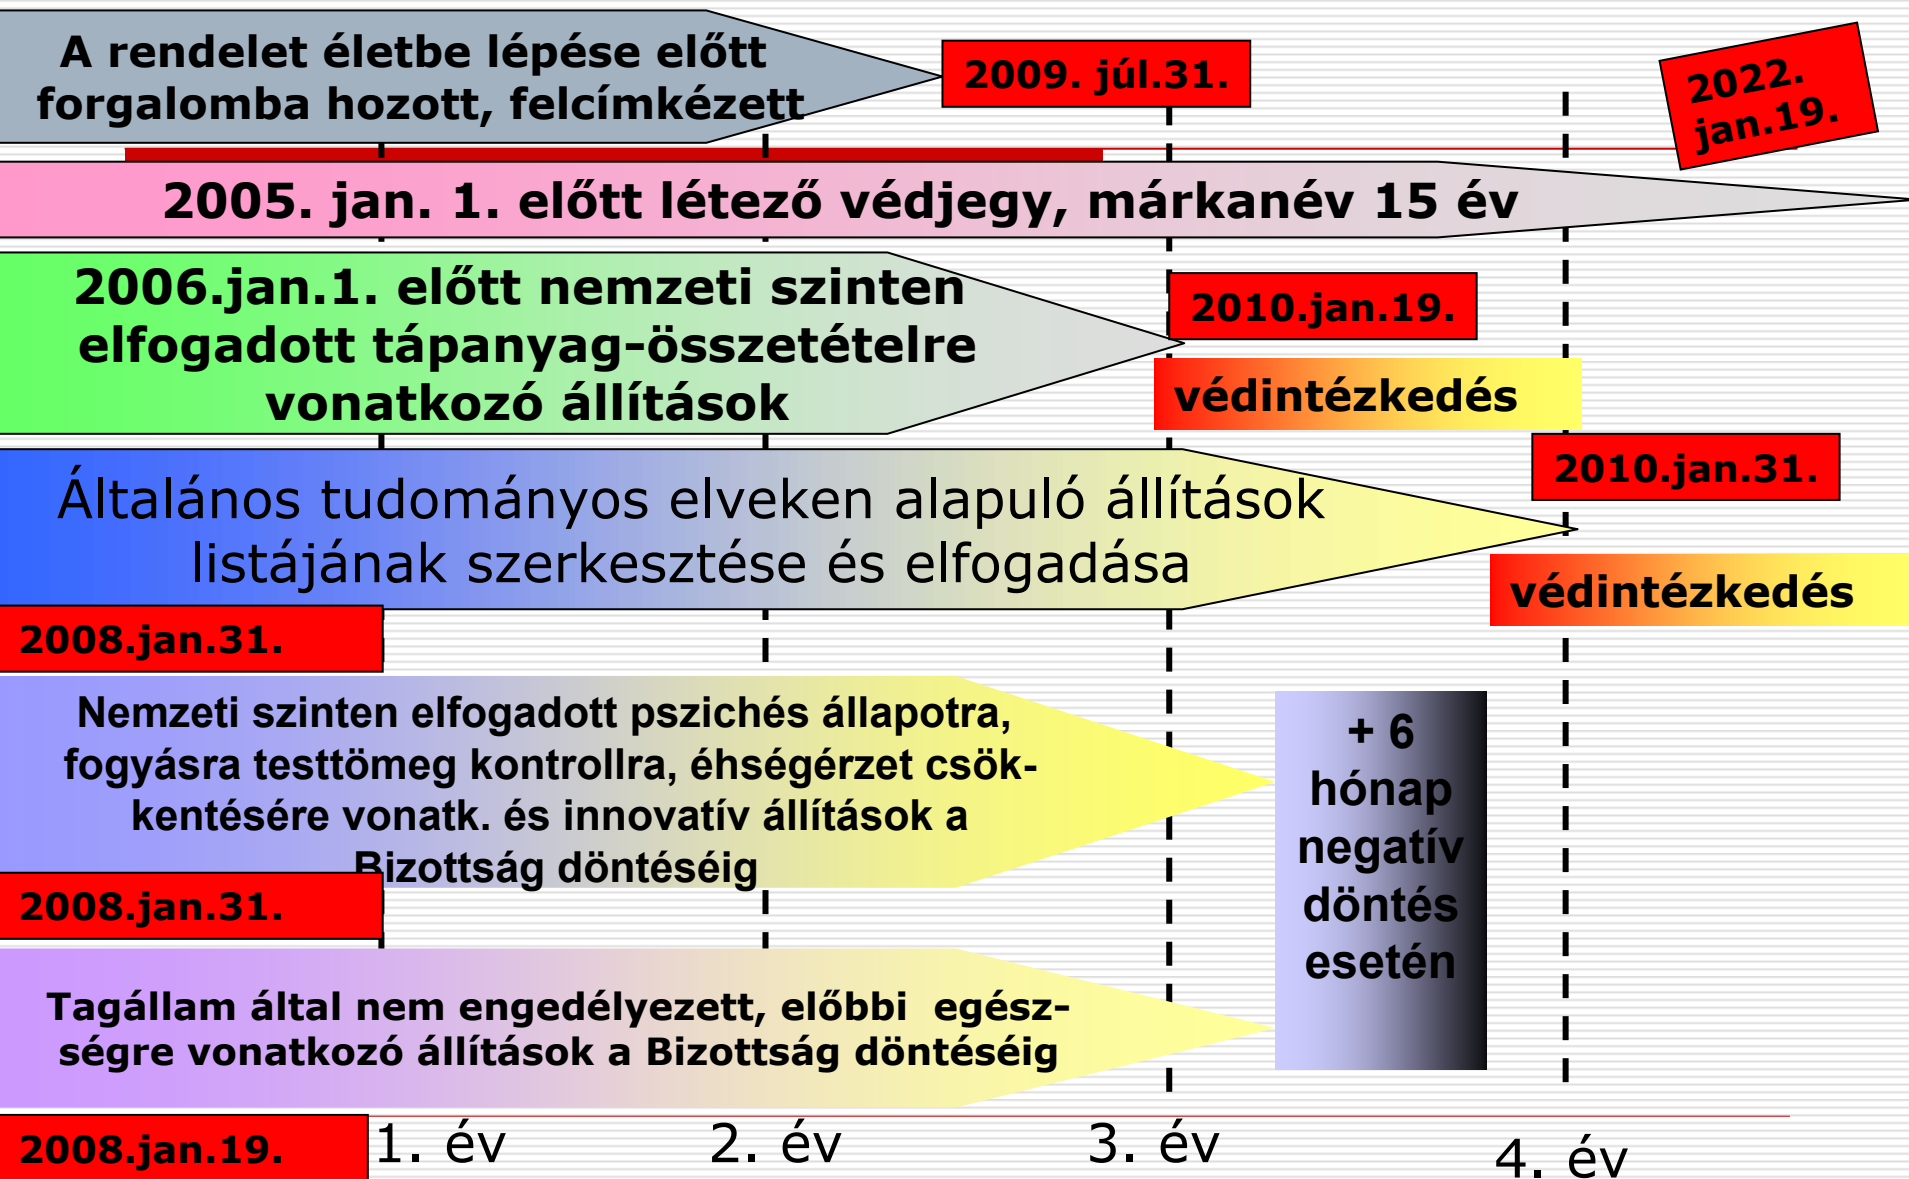 A rendelet életbe lépése előtt
forgalomba hozott, felcímkézett
2009. júl.31.
2022.
jan.19.
2005. jan. 1. előtt létező védjegy, márkanév 15 év
2006.jan.1. előtt nemzeti szinten
elfogadott tápanyag-összetételre
vonatkozó állítások
2010.jan.19.
védintézkedés
2010.jan.31.
Általános tudományos elveken alapuló állítások
listájának szerkesztése és elfogadása
védintézkedés
2008.jan.31.
Nemzeti szinten elfogadott pszichés állapotra,
fogyásra testtömeg kontrollra, éhségérzet csök-
kentésére vonatk. és innovatív állítások a
Bizottság döntéséig
+ 6
hónap
negatív
döntés
esetén
2008.jan.31.
Tagállam által nem engedélyezett, előbbi  egész-
ségre vonatkozó állítások a Bizottság döntéséig
2008.jan.19.
1. év
2. év
3. év
4. év